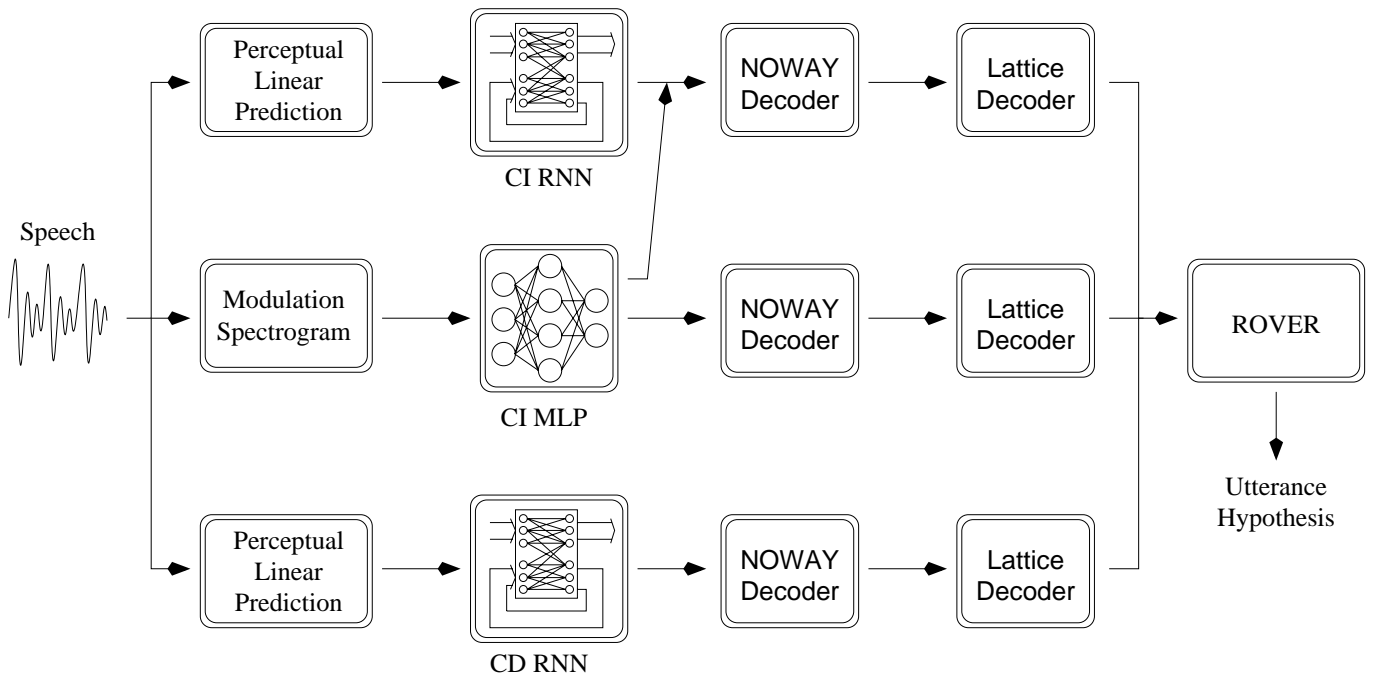 Perceptual
Linear
Prediction
CI RNN
NOWAY
Decoder
Lattice
Decoder
Speech
Modulation
Spectrogram
CI MLP
NOWAY
Decoder
Lattice
Decoder
ROVER
Utterance
Hypothesis
Perceptual
Linear
Prediction
CD RNN
NOWAY
Decoder
Lattice
Decoder